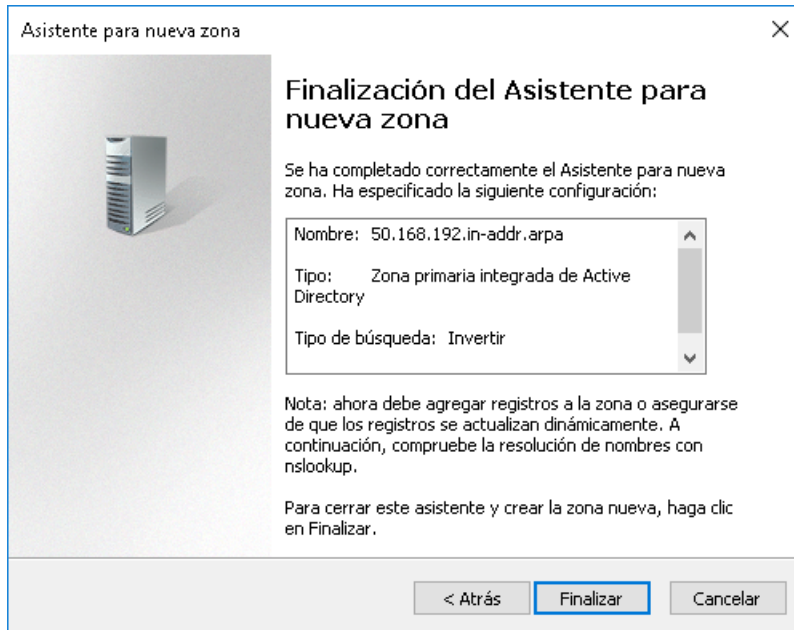 Asistente para nueva zona
Finalización del Asistente para
nueva zona
Se ha completado correctamente el Asistente para nueva
zona. Ha especificado la siguiente configuración:
Nombre: 50.168.192.in-addr.arpa
Tipo: Zona primaria integrada de Active
Directory
Tipo de búsqueda: Invertir
Nota: ahora debe agregar registros a la zona o asegurarse
de que los registros se actualizan dinámicamente. A
continuación, compruebe la resolución de nombres con
nslookup.
Para cerrar este asistente y crear la zona nueva, haga clic
en Finalizar.
< Atrás Finalizar Cancelar